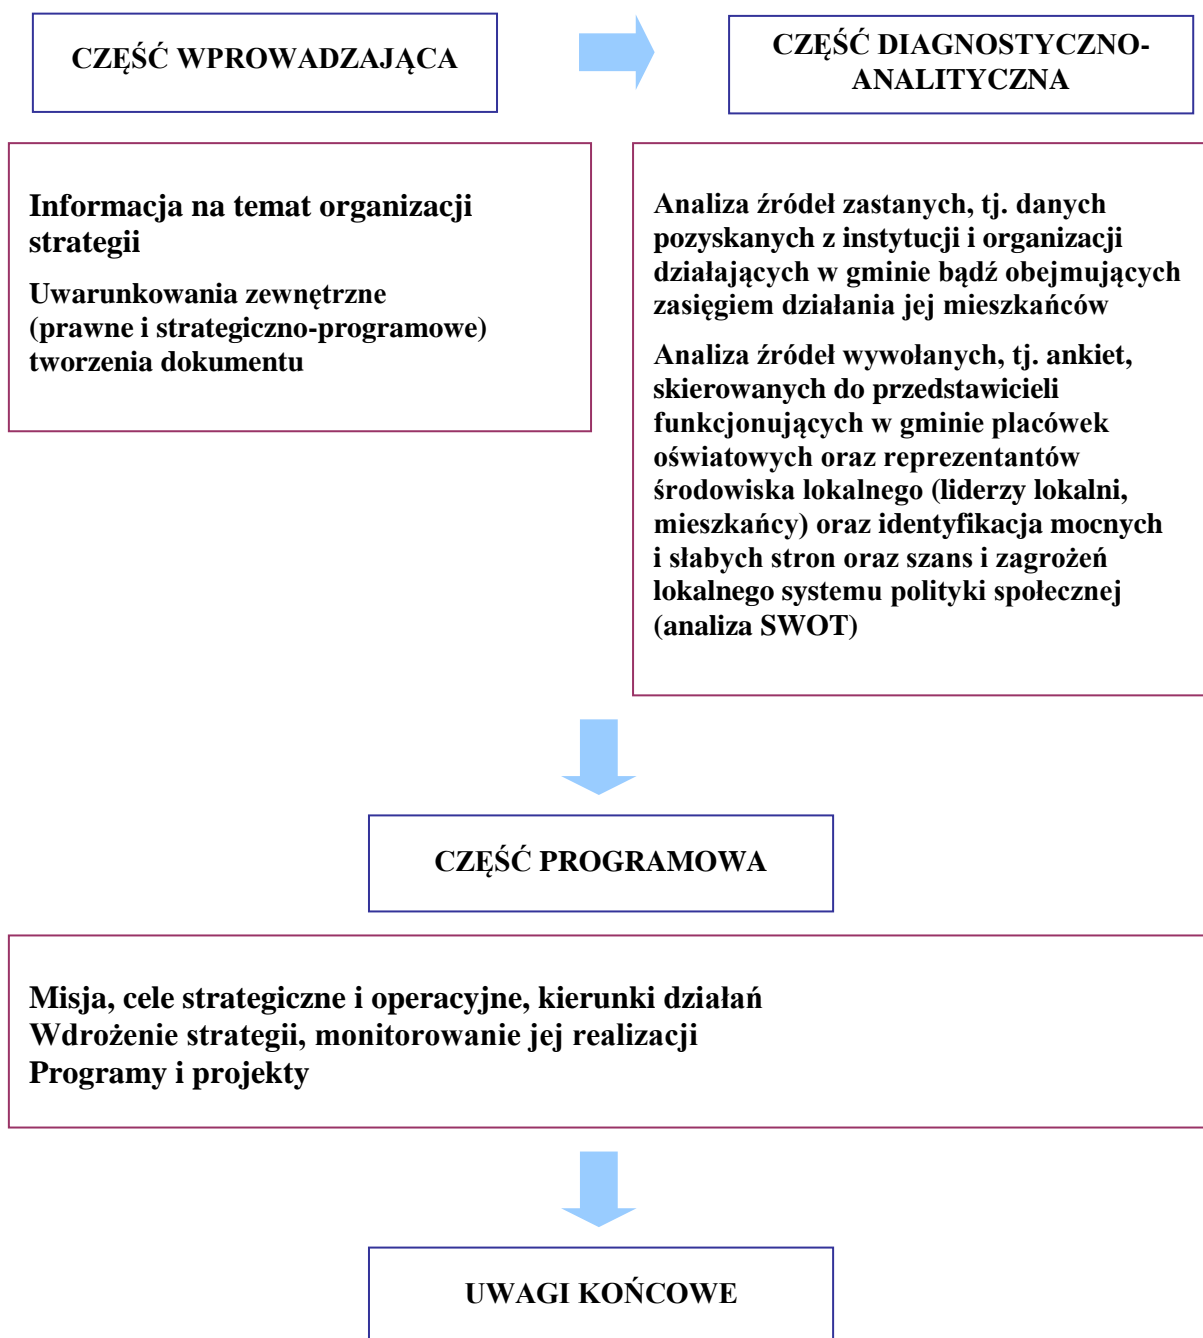 CZĘŚĆ WPROWADZAJĄCA
CZĘŚĆ DIAGNOSTYCZNO-
ANALITYCZNA
Informacja na temat organizacji
strategii
Uwarunkowania zewnętrzne
(prawne i strategiczno-programowe)
tworzenia dokumentu
Analiza źródeł zastanych, tj. danych
pozyskanych z instytucji i organizacji
działających w gminie bądź obejmujących
zasięgiem działania jej mieszkańców
Analiza źródeł wywołanych, tj. ankiet,
skierowanych do przedstawicieli
funkcjonujących w gminie placówek
oświatowych oraz reprezentantów
środowiska lokalnego (liderzy lokalni,
mieszkańcy) oraz identyfikacja mocnych
i słabych stron oraz szans i zagrożeń
lokalnego systemu polityki społecznej
(analiza SWOT)
CZĘŚĆ PROGRAMOWA
Misja, cele strategiczne i operacyjne, kierunki działań
Wdrożenie strategii, monitorowanie jej realizacji
Programy i projekty
UWAGI KOŃCOWE